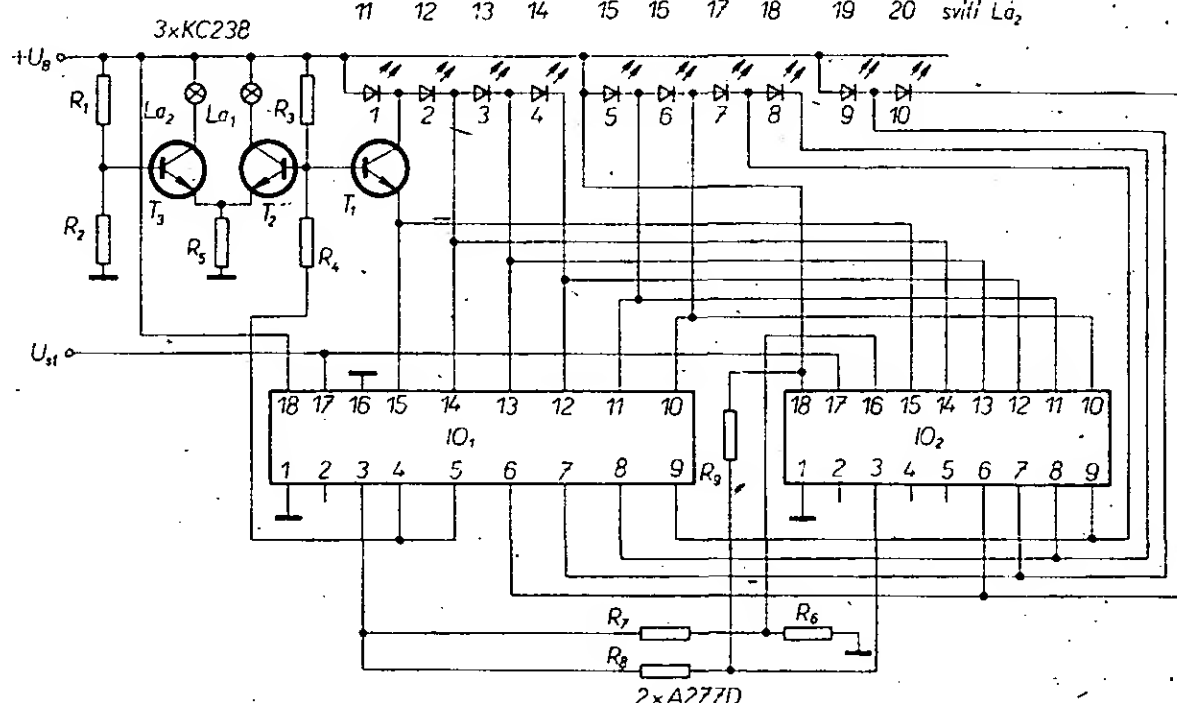 11 12 13 14 15 16 17 18 19 20 svítí La₂
3×KC238
+U_B
R₁ La₂ La₁ R₃ 1 2 3 4 5 6 7 8 9 10
R₂ T₃ R₅ T₂ R₄ T₁
U_st
18 17 16 15 14 13 12 11 10
IO₁
1 2 3 4 5 6 7 8 9
R₉
18 17 16 15 14 13 12 11 10
IO₂
1 2 3 4 5 6 7 8 9
R₇ R₆
R₈
2×A277D